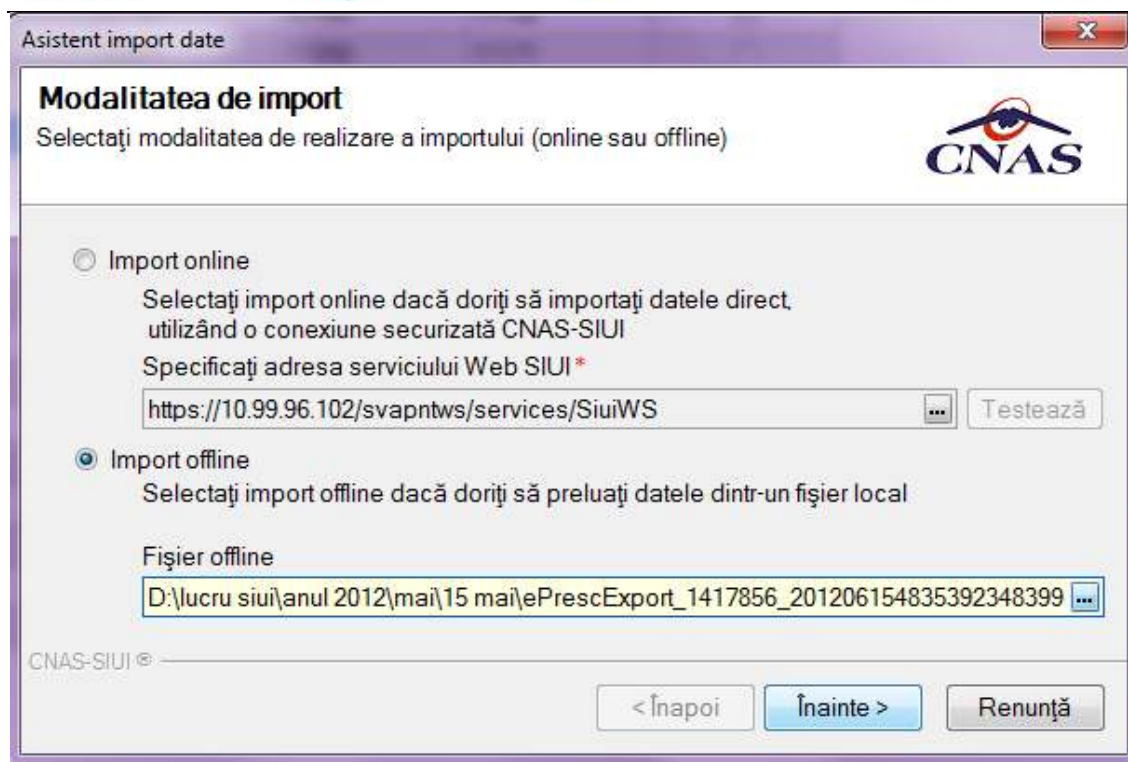 Asistent import date
Modalitatea de import
Selectaţi modalitatea de realizare a importului (online sau offline)
CNAS
Import online
Selectaţi import online dacă doriţi să importaţi datele direct,
utilizând o conexiune securizată CNAS-SIUI
Specificaţi adresa serviciului Web SIUI *
https://10.99.96.102/svapntws/services/SiuiWS ... Testează
Import offline
Selectaţi import offline dacă doriţi să preluaţi datele dintr-un fişier local
Fişier offline
D:\lucru siui\anul 2012\mai\15 mai\ePrescExport_1417856_201206154835392348399 ...
CNAS-SIUI ®
< Înapoi Înainte > Renunţă